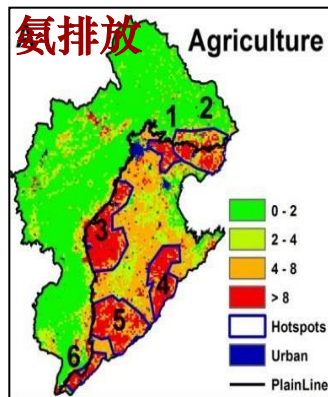 氨排放
Agriculture
1
2
3
4
5
6
0 - 2
2 - 4
4 - 8
> 8
Hotspots
Urban
PlainLine